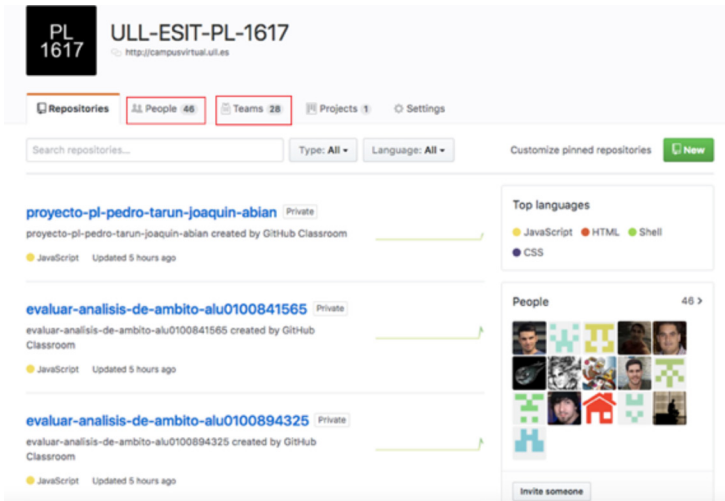 PL
1617
ULL-ESIT-PL-1617
http://campusvirtual.ull.es
Repositories People 46 Teams 28 Projects 1 Settings
Search repositories... Type: All Language: All Customize pinned repositories New
proyecto-pl-pedro-tarun-joaquin-abian Private
proyecto-pl-pedro-tarun-joaquin-abian created by GitHub Classroom
JavaScript Updated 5 hours ago
evaluar-analisis-de-ambito-alu0100841565 Private
evaluar-analisis-de-ambito-alu0100841565 created by GitHub
Classroom
JavaScript Updated 5 hours ago
evaluar-analisis-de-ambito-alu0100894325 Private
evaluar-analisis-de-ambito-alu0100894325 created by GitHub
Classroom
JavaScript Updated 5 hours ago
Top languages
JavaScript HTML Shell
CSS
People 46 >
Invite someone